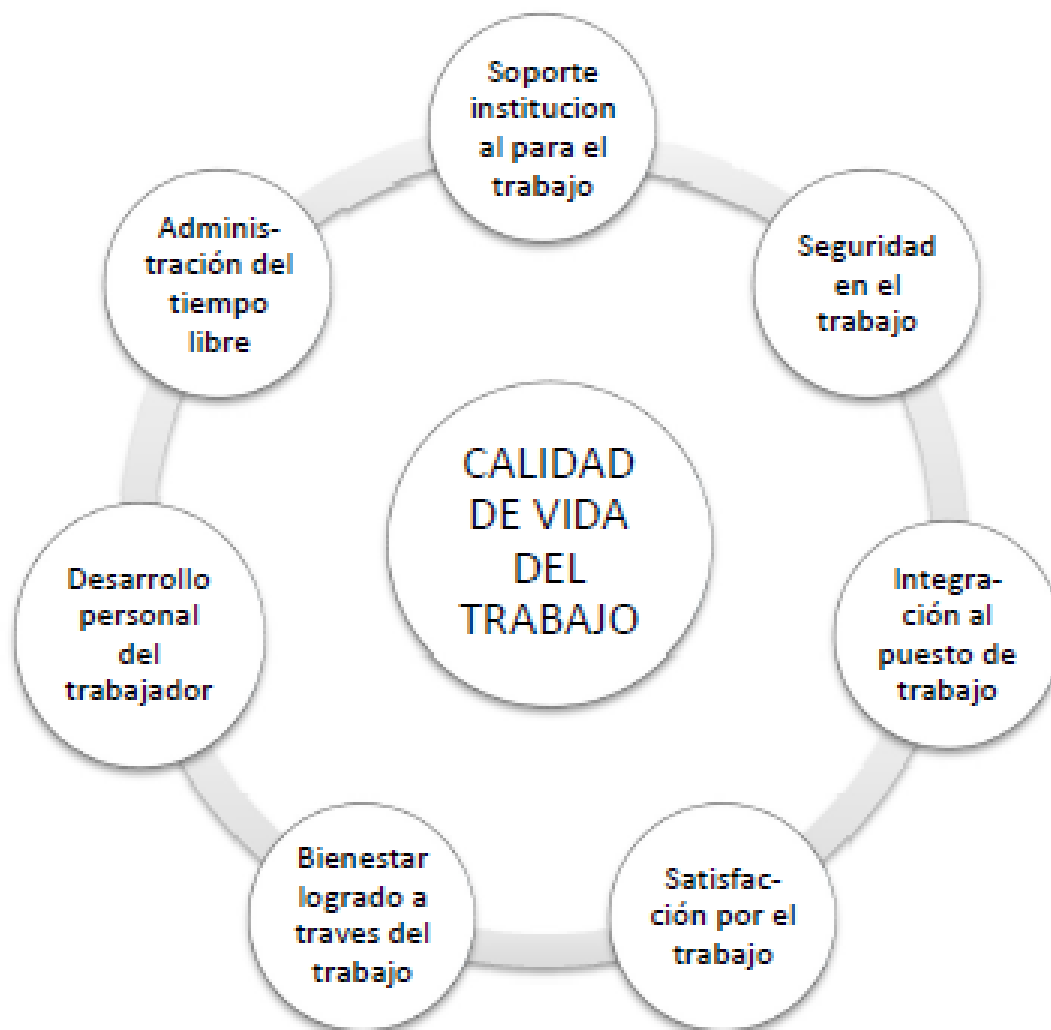 Soporte
institucion
al para el
trabajo
Seguridad
en el
trabajo
Integra-
ción al
puesto de
trabajo
Satisfac-
ción por el
trabajo
Bienestar
logrado a
traves del
trabajo
Desarrollo
personal
del
trabajador
Adminis-
tración del
tiempo
libre
CALIDAD
DE VIDA
DEL
TRABAJO